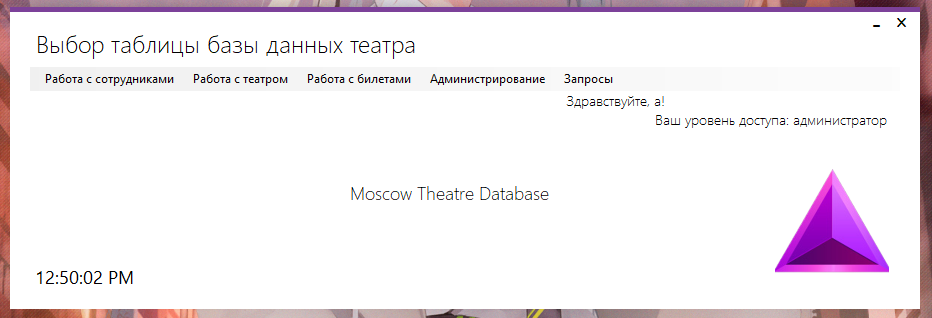 Выбор таблицы базы данных театра
Работа с сотрудниками Работа с театром Работа с билетами Администрирование Запросы
Здравствуйте, а!
Ваш уровень доступа: администратор
Moscow Theatre Database
12:50:02 PM